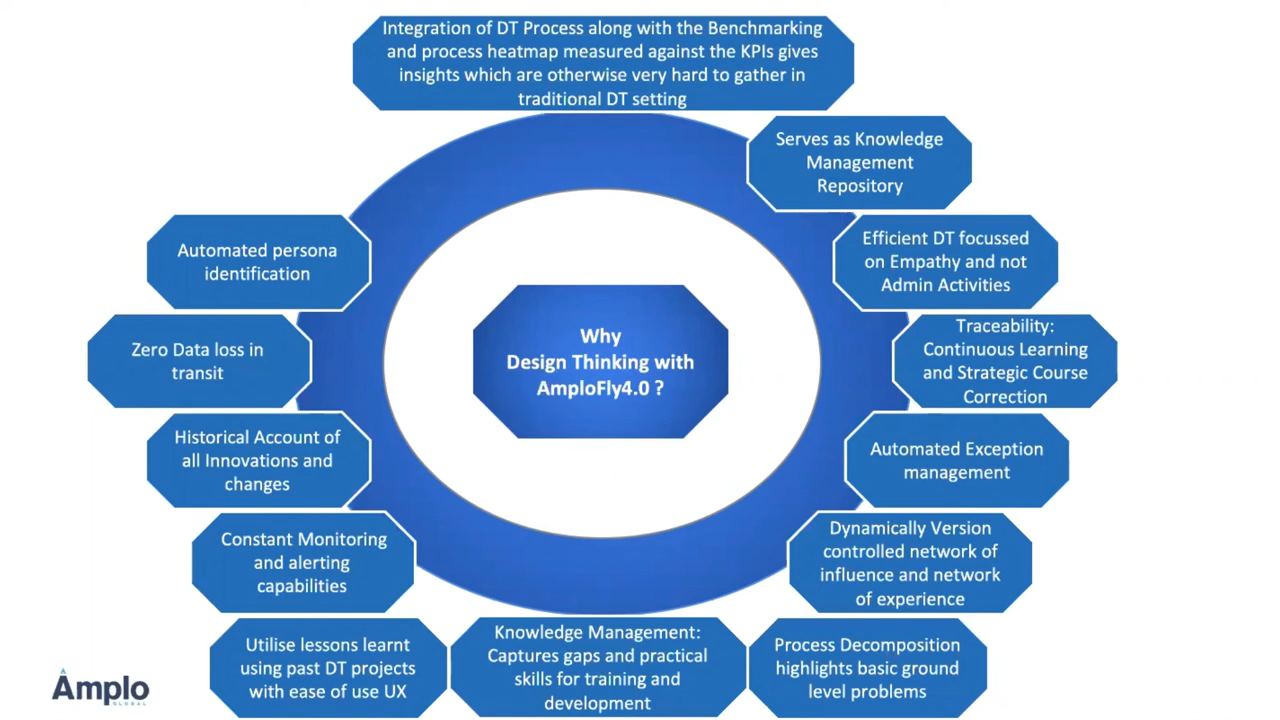 Integration of DT Process along with the Benchmarking
and process heatmap measured against the KPIs gives
insights which are otherwise very hard to gather in
traditional DT setting
Serves as Knowledge
Management
Repository
Efficient DT focussed
on Empathy and not
Admin Activities
Traceability:
Continuous Learning
and Strategic Course
Correction
Automated Exception
management
Dynamically Version
controlled network of
influence and network
of experience
Process Decomposition
highlights basic ground
level problems
Knowledge Management:
Captures gaps and practical
skills for training and
development
Utilise lessons learnt
using past DT projects
with ease of use UX
Constant Monitoring
and alerting
capabilities
Historical Account of
all Innovations and
changes
Zero Data loss in
transit
Automated persona
identification
Why
Design Thinking with
AmploFly4.0 ?
Amplo
GLOBAL